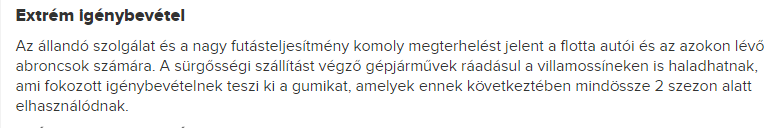 Extrém igénybevétel
Az állandó szolgálat és a nagy futásteljesítmény komoly megterhelést jelent a flotta autói és az azokon lévő
abroncsok számára. A sürgősségi szállítást végző gépjárművek ráadásul a villamossíneken is haladhatnak,
ami fokozott igénybevételnek teszi ki a gumikat, amelyek ennek következtében mindössze 2 szezon alatt
elhasználódnak.